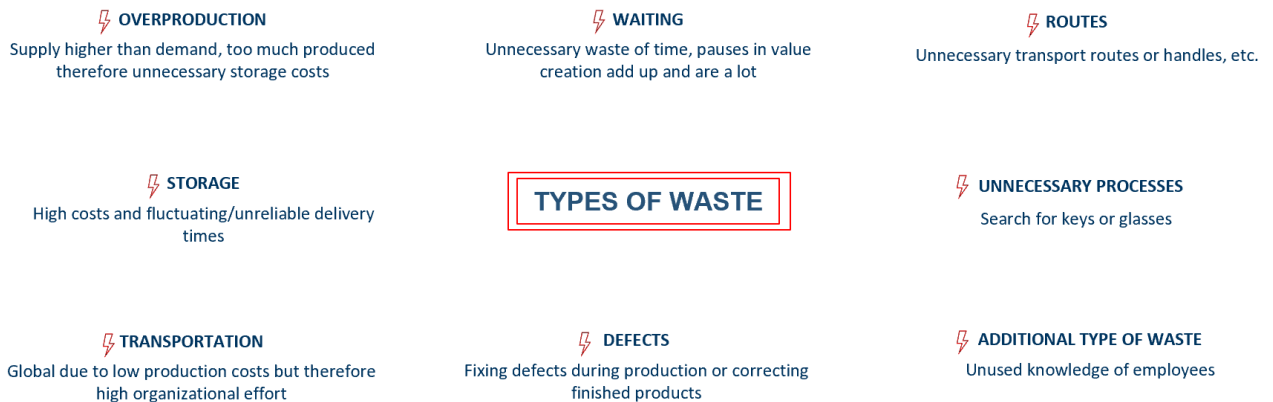 OVERPRODUCTION
Supply higher than demand, too much produced
therefore unnecessary storage costs
WAITING
Unnecessary waste of time, pauses in value
creation add up and are a lot
ROUTES
Unnecessary transport routes or handles, etc.
STORAGE
High costs and fluctuating/unreliable delivery
times
TYPES OF WASTE
UNNECESSARY PROCESSES
Search for keys or glasses
TRANSPORTATION
Global due to low production costs but therefore
high organizational effort
DEFECTS
Fixing defects during production or correcting
finished products
ADDITIONAL TYPE OF WASTE
Unused knowledge of employees